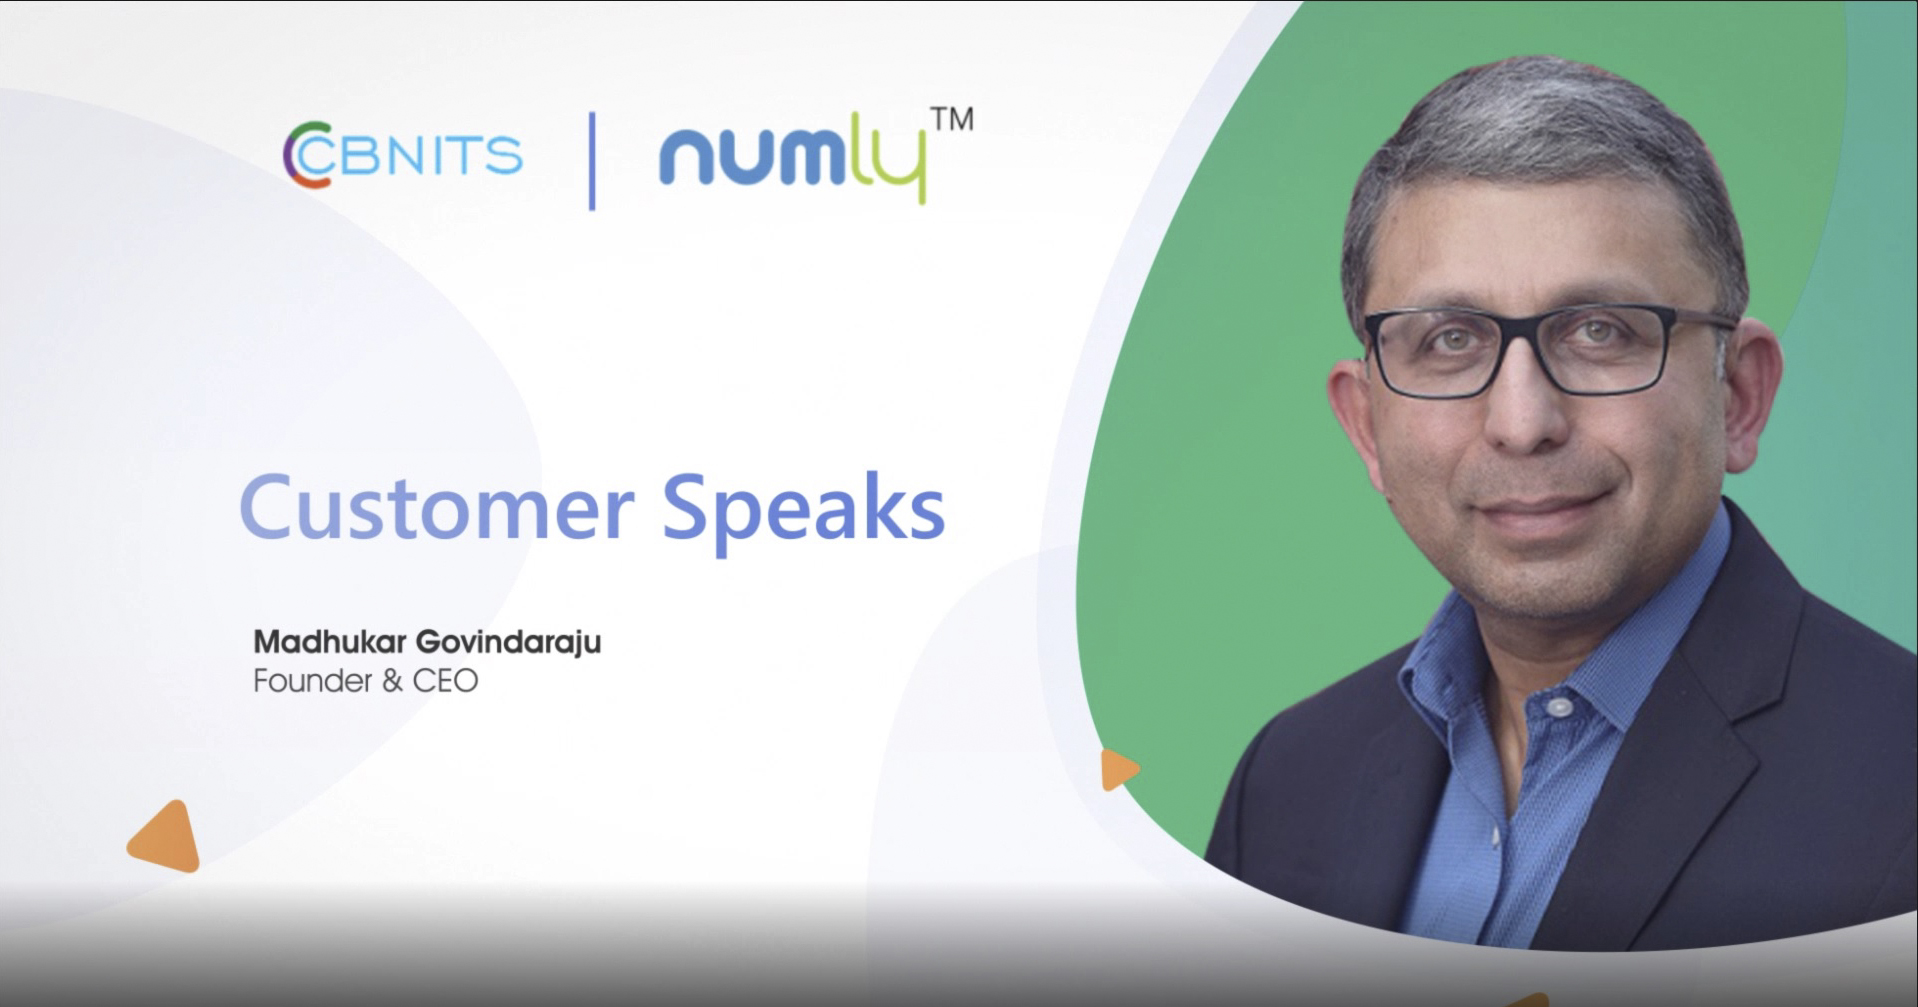 CBNITS
numly™
Customer Speaks
Madhukar Govindaraju
Founder & CEO